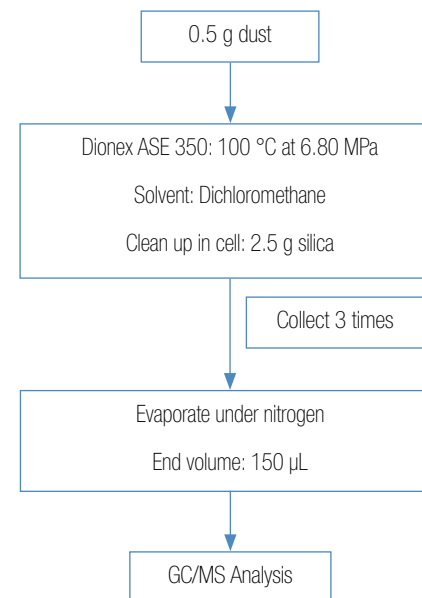 0.5 g dust
Dionex ASE 350: 100 °C at 6.80 MPa
Solvent: Dichloromethane
Clean up in cell: 2.5 g silica
Collect 3 times
Evaporate under nitrogen
End volume: 150 µL
GC/MS Analysis